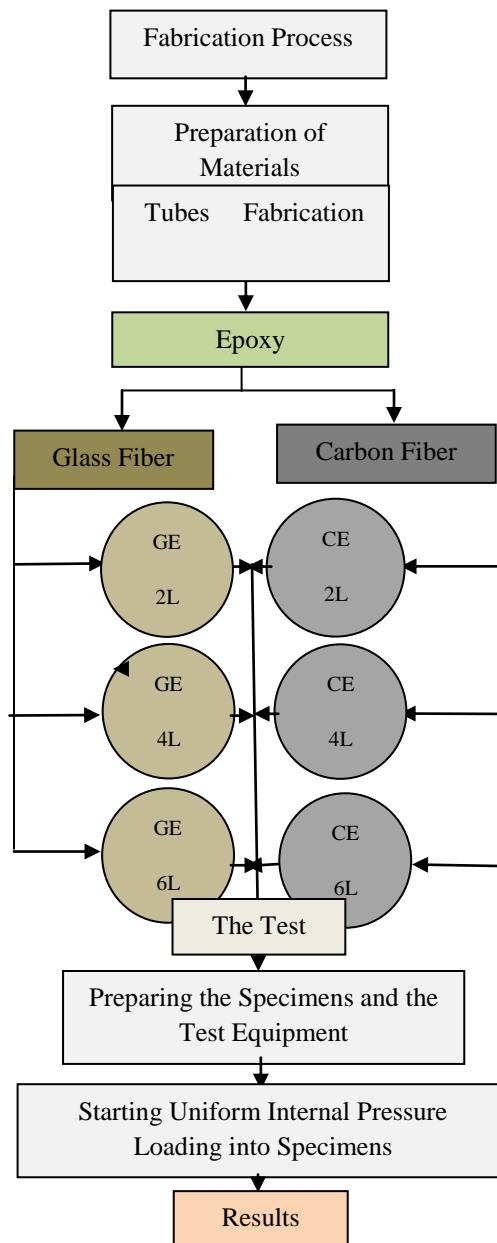 Fabrication Process
Preparation of
Materials
Tubes Fabrication
Epoxy
Glass Fiber
Carbon Fiber
GE
2L
CE
2L
GE
4L
CE
4L
GE
6L
CE
6L
The Test
Preparing the Specimens and the
Test Equipment
Starting Uniform Internal Pressure
Loading into Specimens
Results